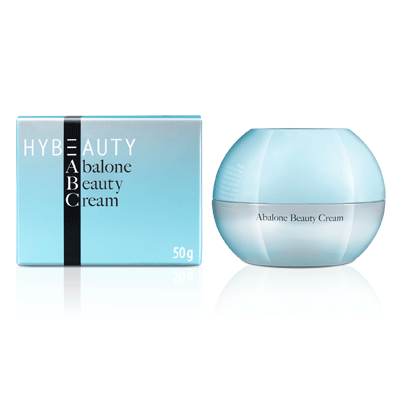 HYBEAUTY
Abalone
Beauty
Cream
50g
Abalone Beauty Cream